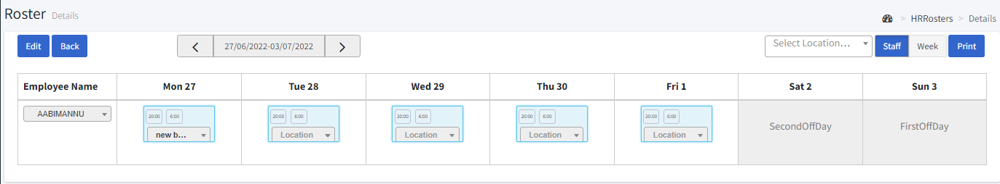 Roster Details
> HRRosters > Details
Edit Back 27/06/2022-03/07/2022 Select Location... Staff Week Print
Employee Name Mon 27 Tue 28 Wed 29 Thu 30 Fri 1 Sat 2 Sun 3
AABIMANNU
20:00 6:00
new b...
20:00 6:00
Location
20:00 6:00
Location
20:00 6:00
Location
20:00 6:00
Location
SecondOffDay
FirstOffDay